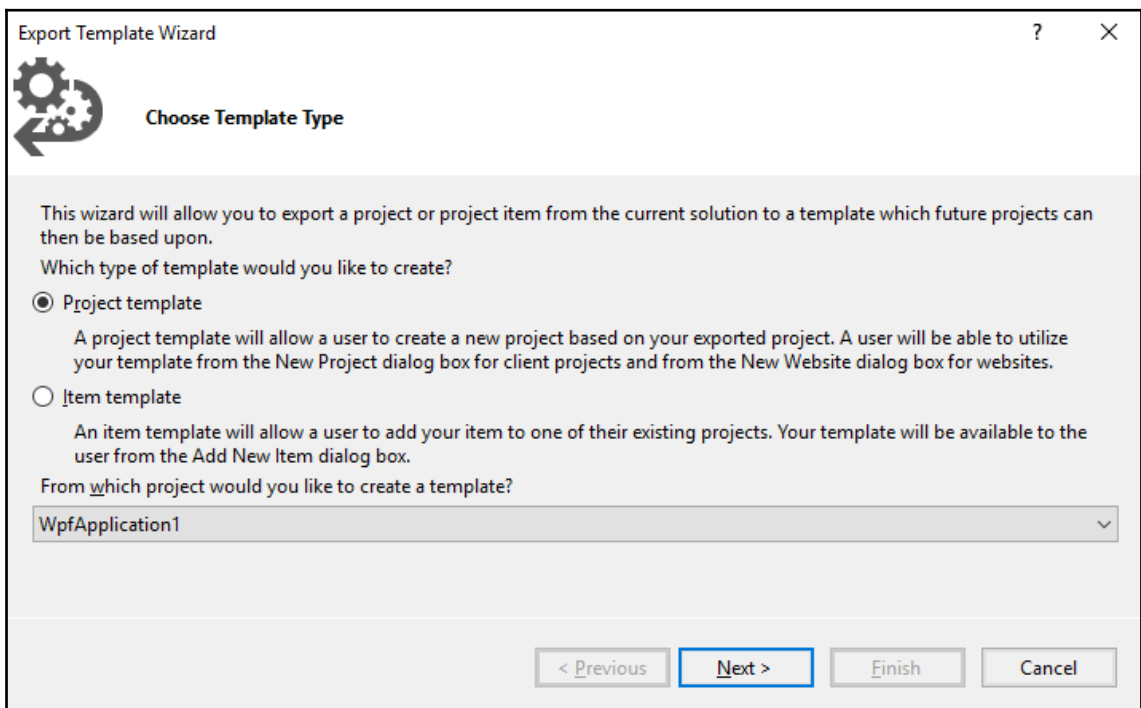 Export Template Wizard
?
Choose Template Type
This wizard will allow you to export a project or project item from the current solution to a template which future projects can
then be based upon.
Which type of template would you like to create?
Project template
A project template will allow a user to create a new project based on your exported project. A user will be able to utilize
your template from the New Project dialog box for client projects and from the New Website dialog box for websites.
Item template
An item template will allow a user to add your item to one of their existing projects. Your template will be available to the
user from the Add New Item dialog box.
From which project would you like to create a template?
WpfApplication1
< Previous
Next >
Finish
Cancel